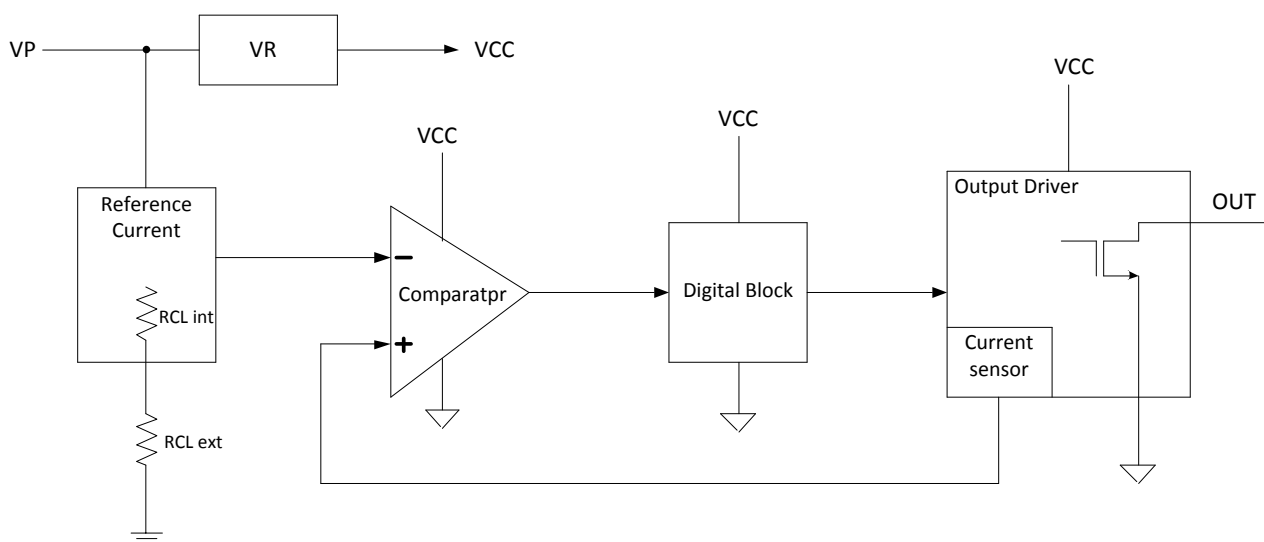 VP
VR
VCC
VCC
VCC
VCC
Reference
Current
Output Driver
OUT
−
Comparatpr
Digital Block
RCL int
+
Current
sensor
RCL ext